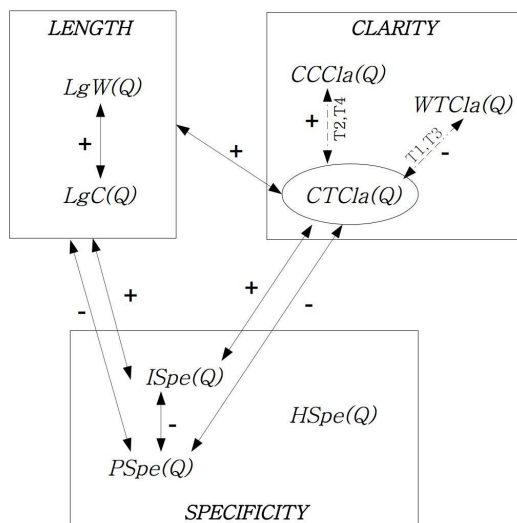 LENGTH
CLARITY
CCCla(Q)
LgW(Q)
WTCla(Q)
+
+
T2,T4
T1,T3
-
+
LgC(Q)
CTCla(Q)
-
+
+
-
ISpe(Q)
HSpe(Q)
-
PSpe(Q)
SPECIFICITY